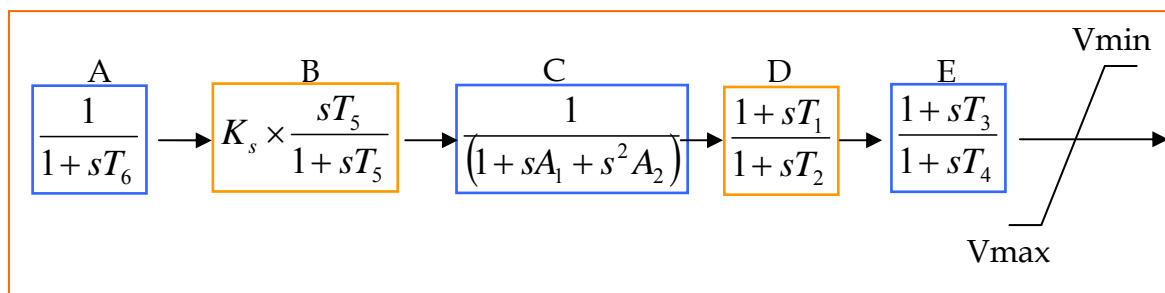 A B C D E Vmin
1 / 1 + sT₆
K_s × sT₅ / 1 + sT₅
1 / (1 + sA₁ + s²A₂)
1 + sT₁ / 1 + sT₂
1 + sT₃ / 1 + sT₄
Vmax